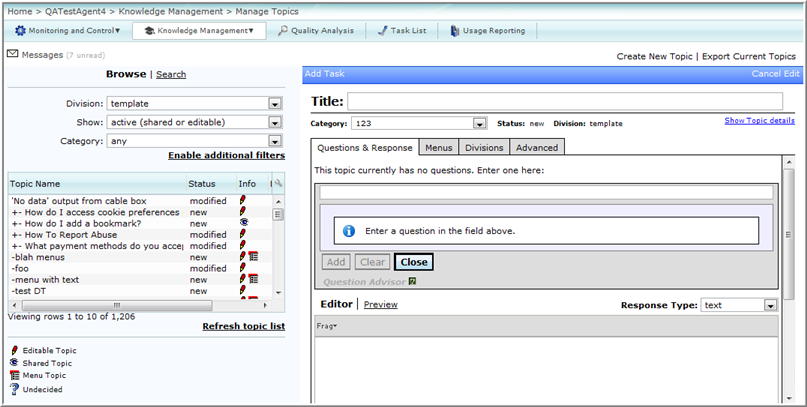 Home > QATestAgent4 > Knowledge Management > Manage Topics
Monitoring and Control▾ Knowledge Management▾ Quality Analysis Task List Usage Reporting
Messages (7 unread)
Create New Topic | Export Current Topics
Browse | Search
Division: template
Show: active (shared or editable)
Category: any
Enable additional filters
Topic Name Status Info
'No data' output from cable box modified
+- How do I access cookie preferences new
+- How do I add a bookmark? new
+- How To Report Abuse modified
+- What payment methods do you accep modified
-blah menus new
-foo modified
-menu with text new
-test DT new
Viewing rows 1 to 10 of 1,206
Refresh topic list
Editable Topic
Shared Topic
Menu Topic
? Undecided
Add Task Cancel Edit
Title:
Category: 123 Status: new Division: template Show Topic details
Questions & Response Menus Divisions Advanced
This topic currently has no questions. Enter one here:
Enter a question in the field above.
Add Clear Close
Question Advisor ?
Editor | Preview Response Type: text
Frag▾